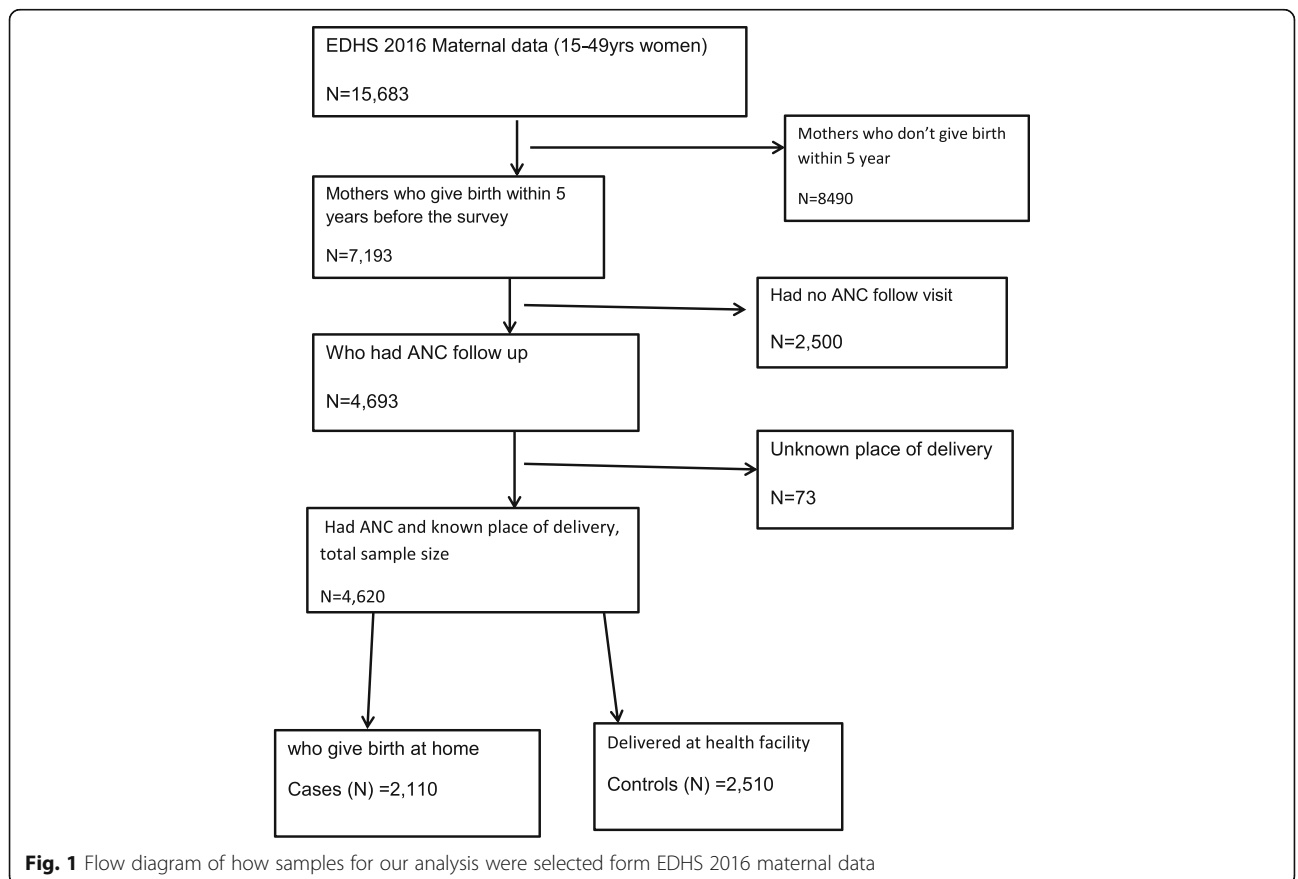 EDHS 2016 Maternal data (15-49yrs women)
N=15,683
Mothers who don't give birth
within 5 year
N=8490
Mothers who give birth within 5
years before the survey
N=7,193
Had no ANC follow visit
N=2,500
Who had ANC follow up
N=4,693
Unknown place of delivery
N=73
Had ANC and known place of delivery,
total sample size
N=4,620
who give birth at home
Cases (N) =2,110
Delivered at health facility
Controls (N) =2,510
Fig. 1 Flow diagram of how samples for our analysis were selected form EDHS 2016 maternal data